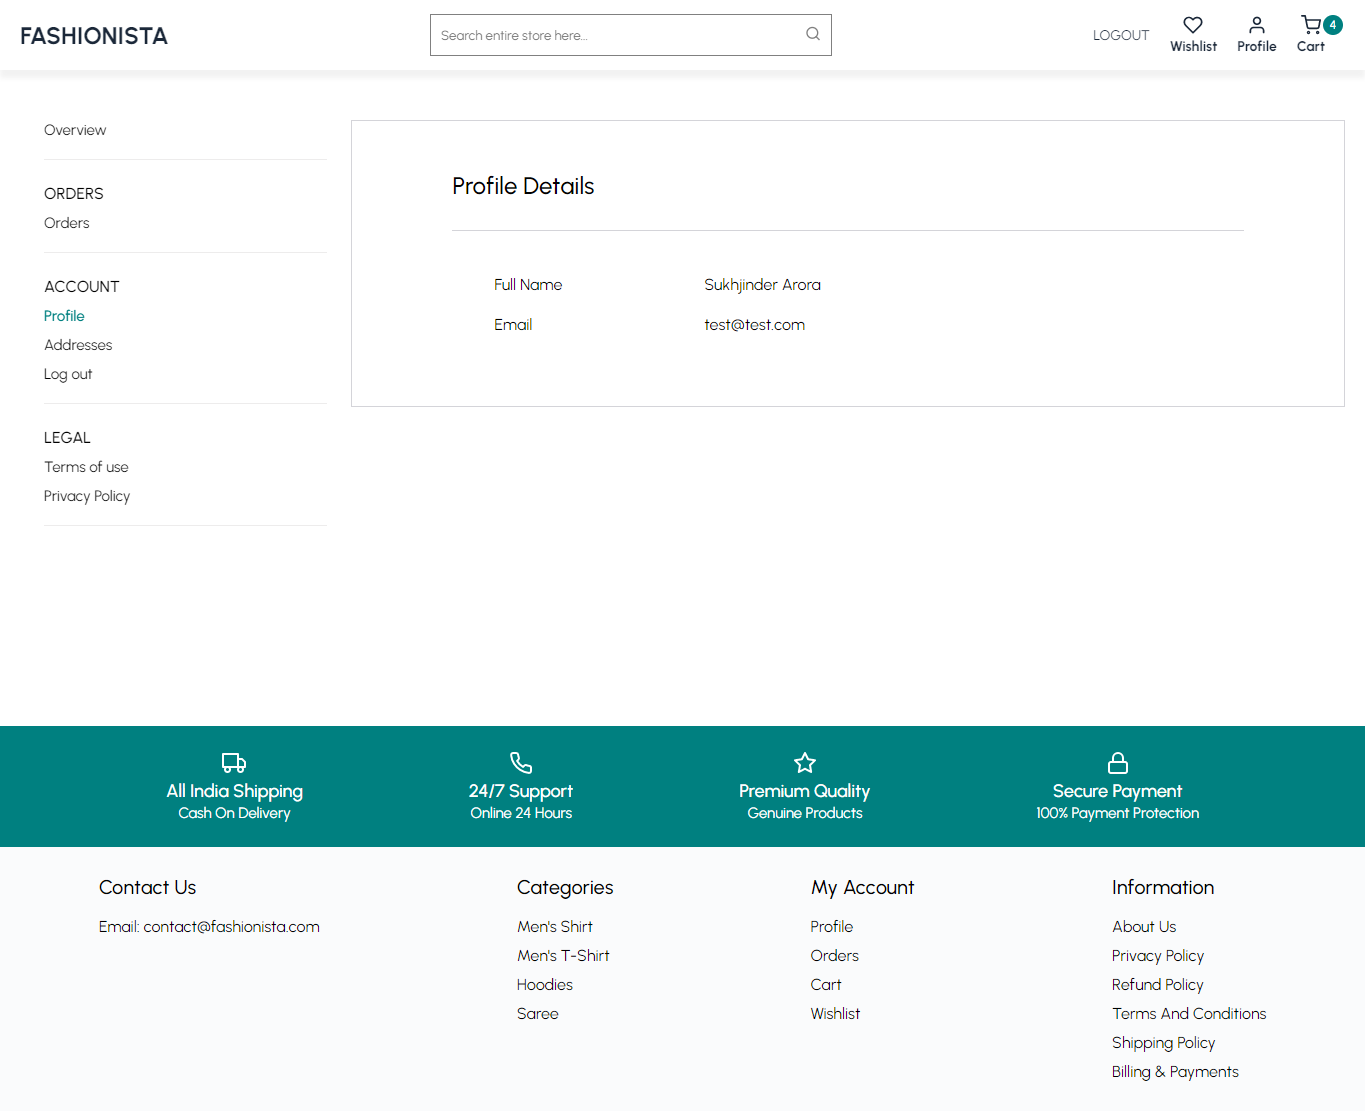 FASHIONISTA
Search entire store here...
LOGOUT
Wishlist
Profile
4
Cart
Overview
ORDERS
Orders
ACCOUNT
Profile
Addresses
Log out
LEGAL
Terms of use
Privacy Policy
Profile Details
Full Name Sukhjinder Arora
Email test@test.com
All India Shipping
Cash On Delivery
24/7 Support
Online 24 Hours
Premium Quality
Genuine Products
Secure Payment
100% Payment Protection
Contact Us
Email: contact@fashionista.com
Categories
Men's Shirt
Men's T-Shirt
Hoodies
Saree
My Account
Profile
Orders
Cart
Wishlist
Information
About Us
Privacy Policy
Refund Policy
Terms And Conditions
Shipping Policy
Billing & Payments